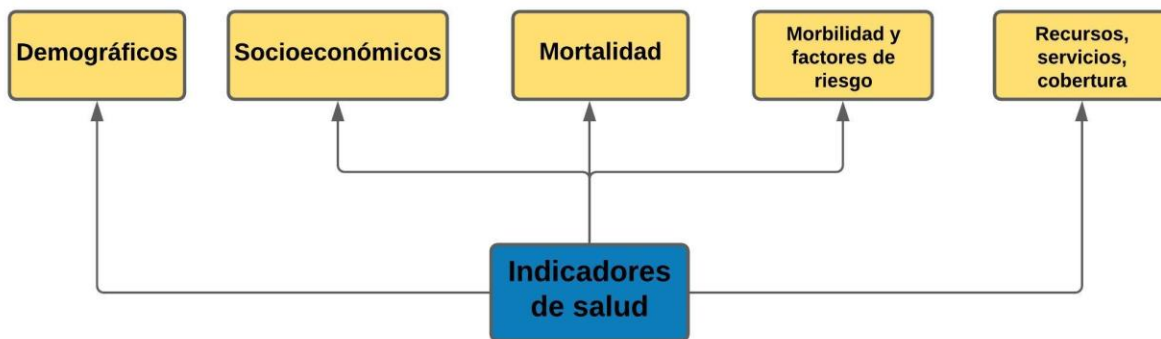 Demográficos
Socioeconómicos
Mortalidad
Morbilidad y
factores de
riesgo
Recursos,
servicios,
cobertura
Indicadores
de salud